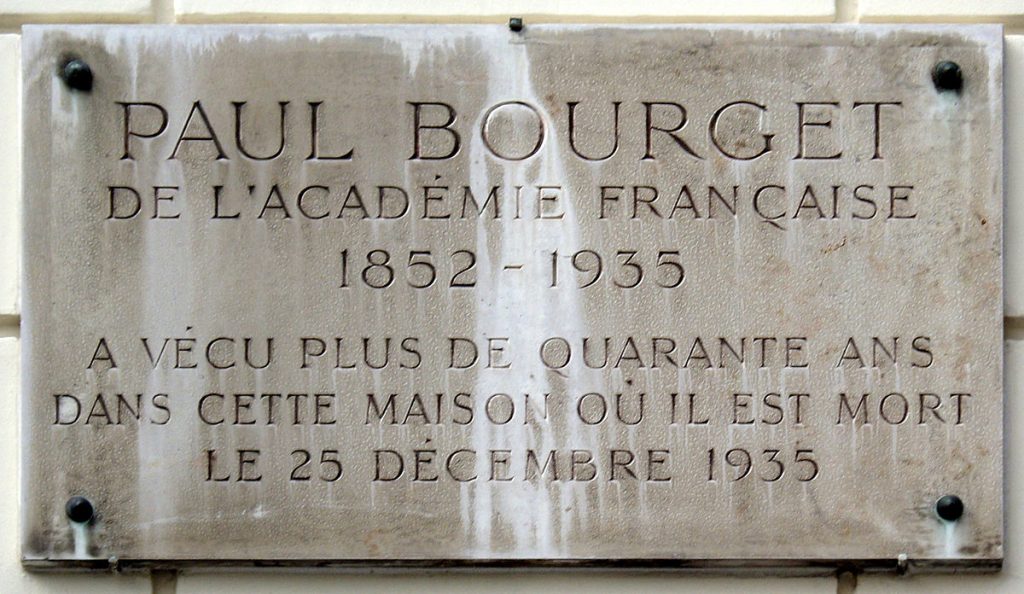 PAUL BOURGET
DE L'ACADÉMIE FRANÇAISE
1852 - 1935
A VÉCU PLUS DE QUARANTE ANS
DANS CETTE MAISON OÙ IL EST MORT
LE 25 DÉCEMBRE 1935